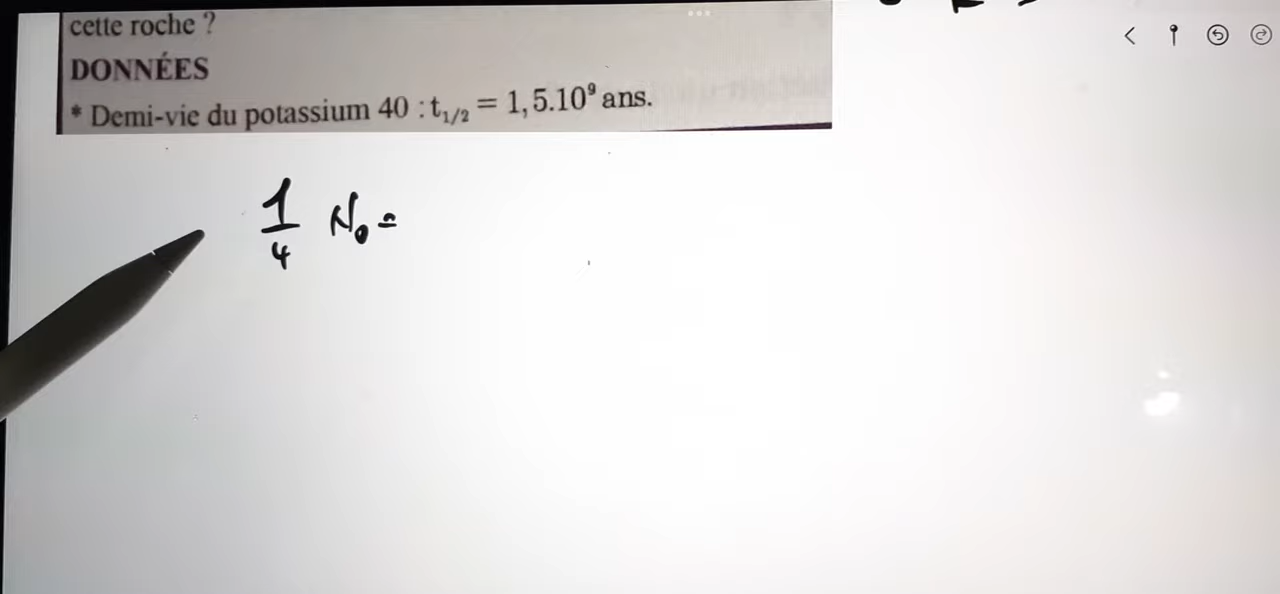 cette roche ?
DONNÉES
* Demi-vie du potassium 40 : t₁/₂ = 1,5.10⁹ ans.
1/4 N₀ =